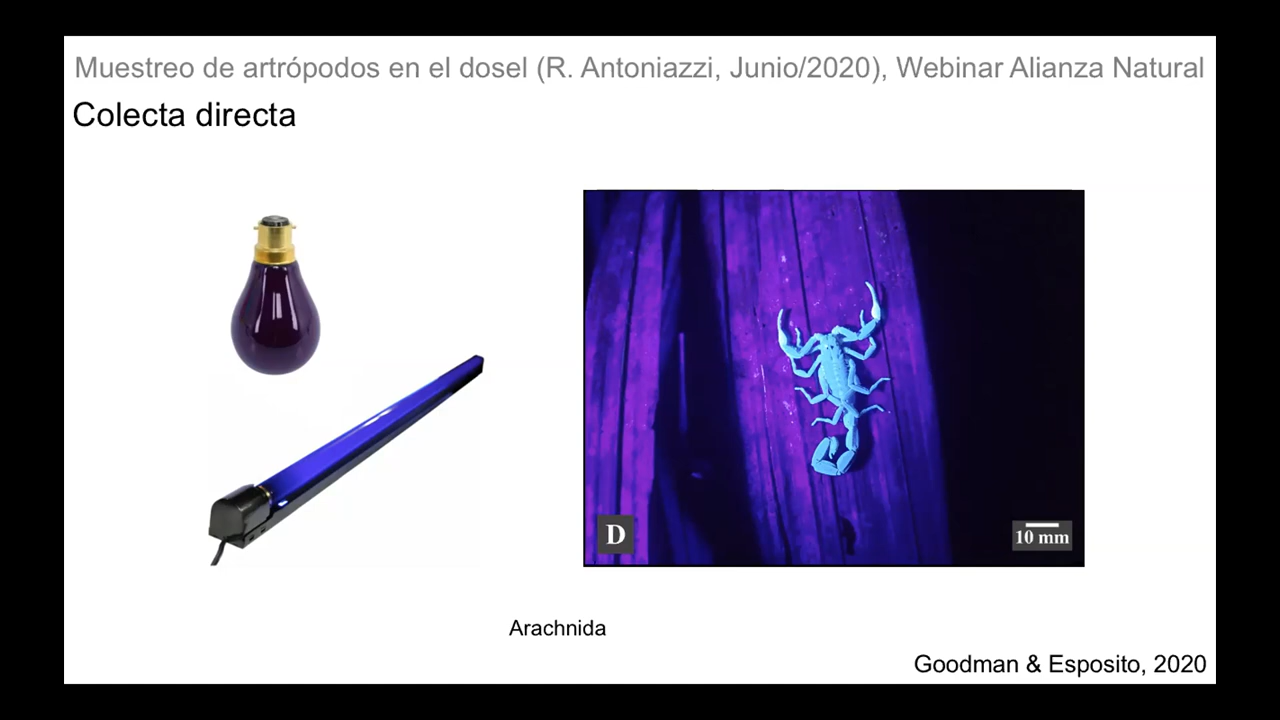 Muestreo de artrópodos en el dosel (R. Antoniazzi, Junio/2020), Webinar Alianza Natural
Colecta directa
D
10 mm
Arachnida
Goodman & Esposito, 2020